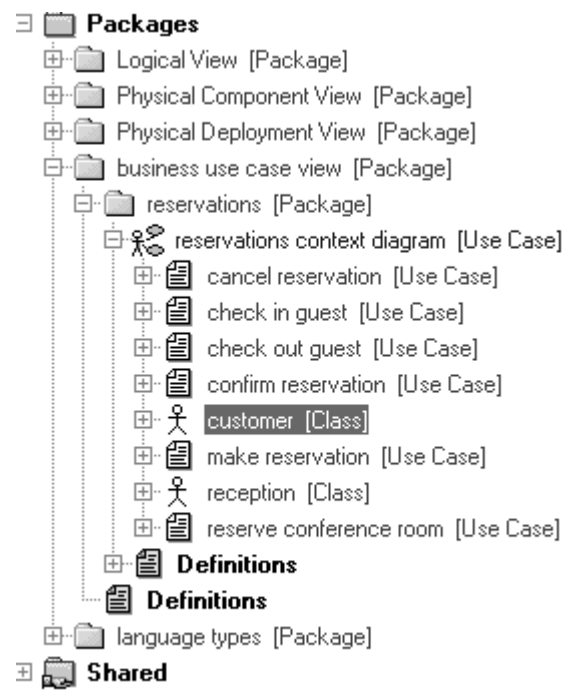 Packages
Logical View [Package]
Physical Component View [Package]
Physical Deployment View [Package]
business use case view [Package]
reservations [Package]
reservations context diagram [Use Case]
cancel reservation [Use Case]
check in guest [Use Case]
check out guest [Use Case]
confirm reservation [Use Case]
customer [Class]
make reservation [Use Case]
reception [Class]
reserve conference room [Use Case]
Definitions
Definitions
language types [Package]
Shared